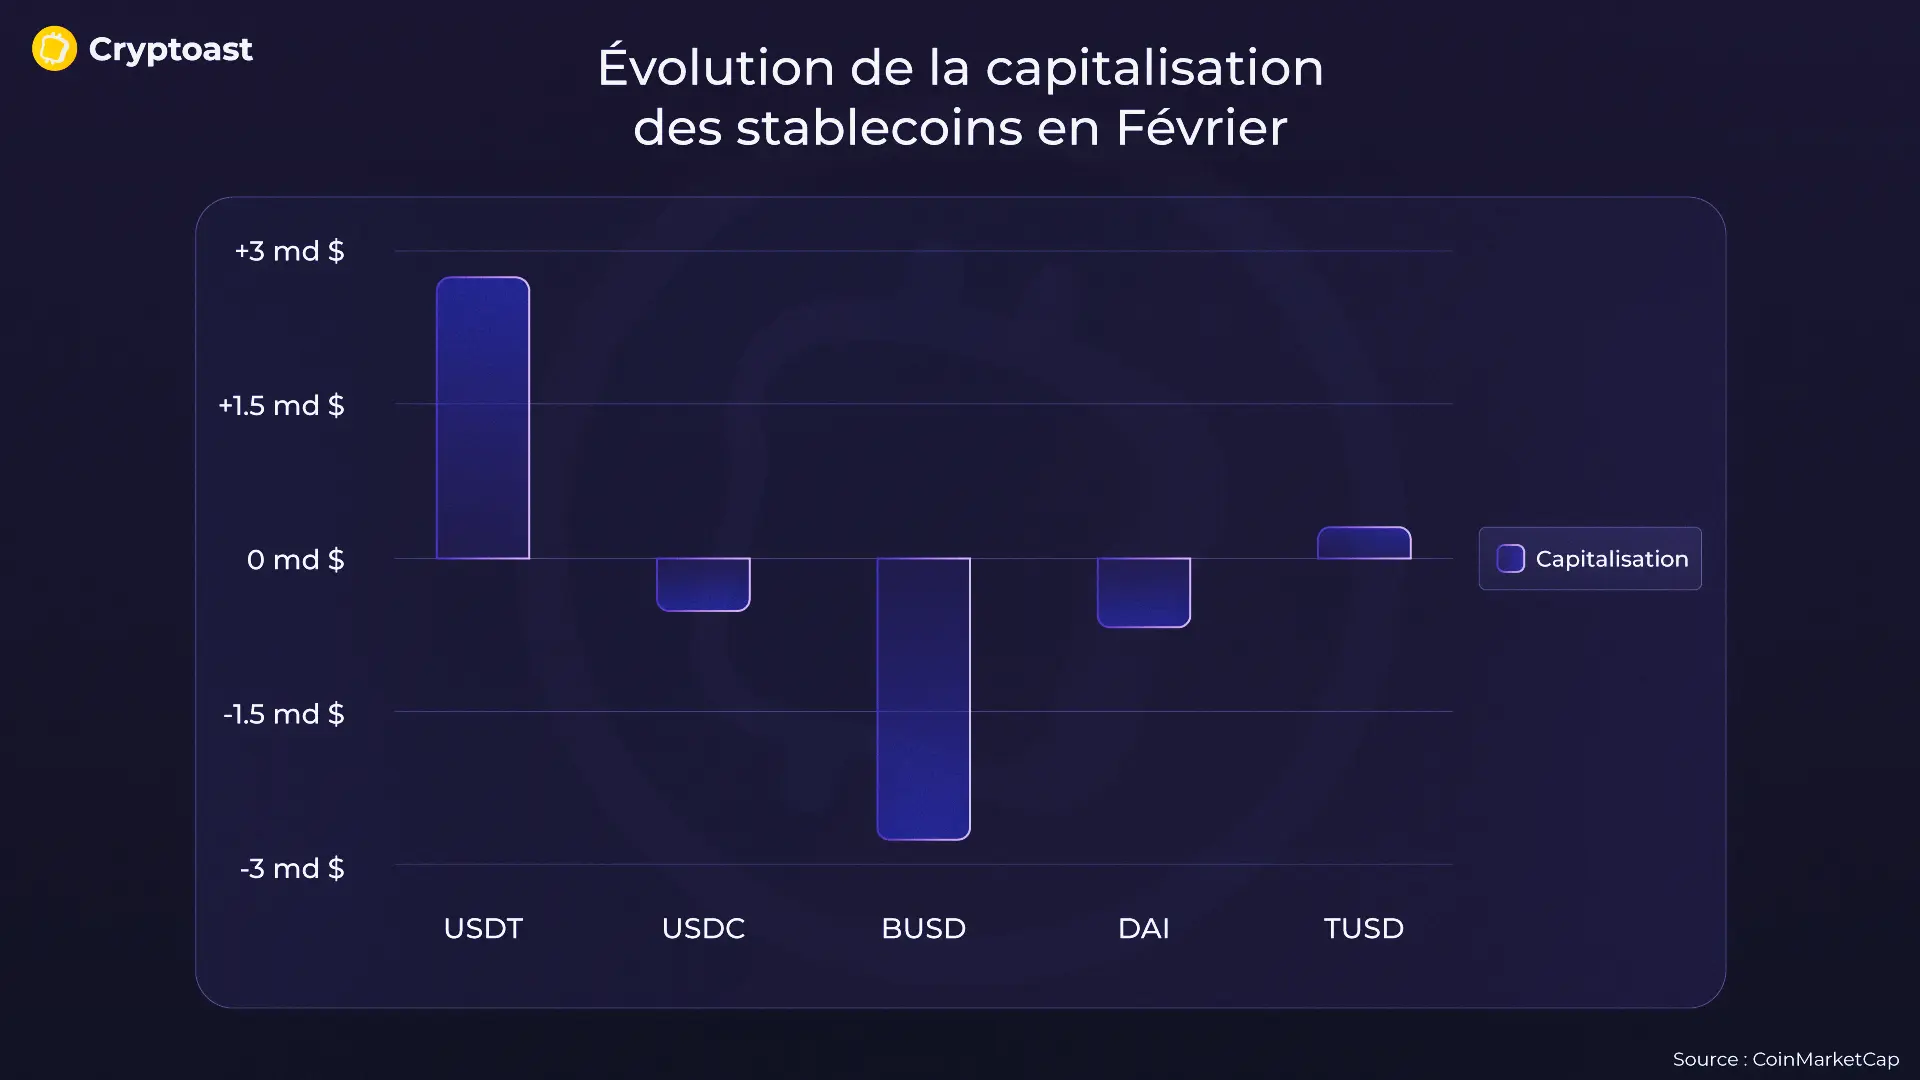 Cryptoast
Évolution de la capitalisation
des stablecoins en Février
+3 md $
+1.5 md $
0 md $
-1.5 md $
-3 md $
USDT
USDC
BUSD
DAI
TUSD
Capitalisation
Source : CoinMarketCap